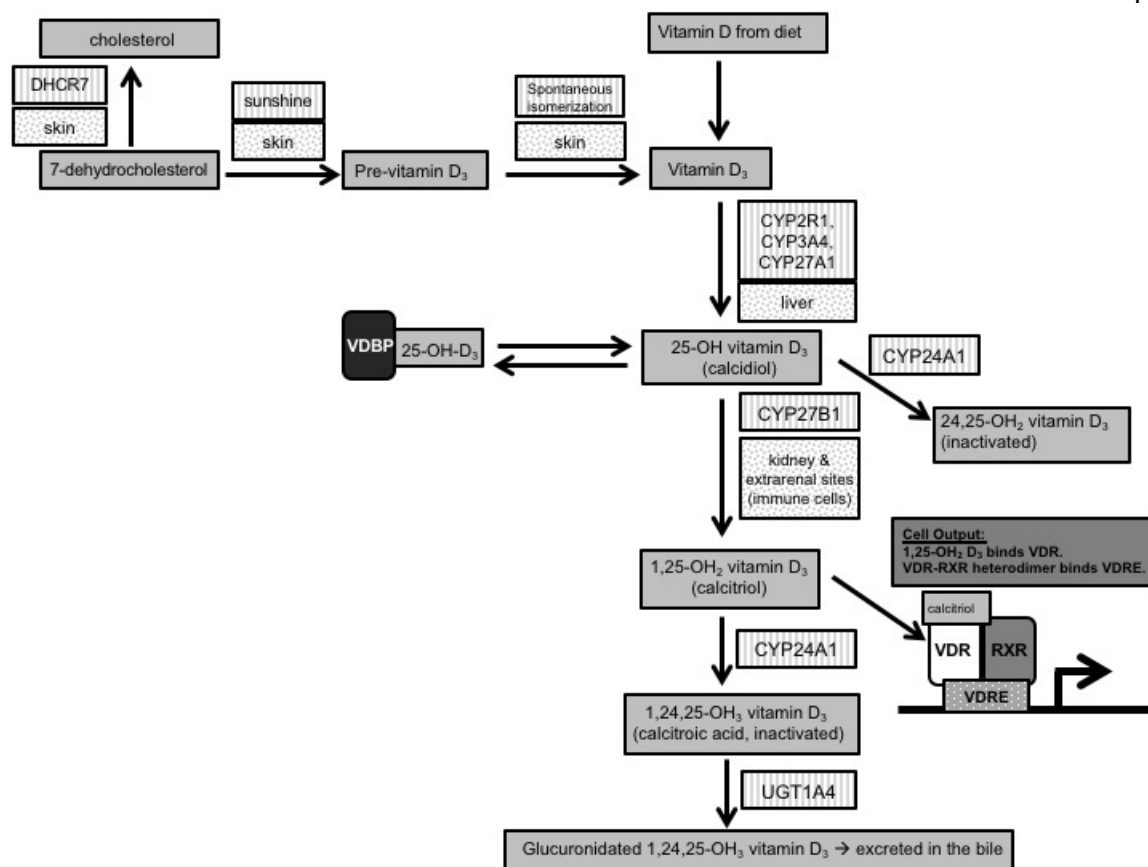 cholesterol
Vitamin D from diet
DHCR7
skin
sunshine
skin
Spontaneous
isomerization
skin
7-dehydrocholesterol
Pre-vitamin D₃
Vitamin D₃
CYP2R1,
CYP3A4,
CYP27A1
liver
VDBP
25-OH-D₃
25-OH vitamin D₃
(calcidiol)
CYP24A1
CYP27B1
24,25-OH₂ vitamin D₃
(inactivated)
kidney &
extrarenal sites
(immune cells)
Cell Output:
1,25-OH₂ D₃ binds VDR.
VDR-RXR heterodimer binds VDRE.
1,25-OH₂ vitamin D₃
(calcitriol)
calcitriol
VDR
RXR
VDRE
CYP24A1
1,24,25-OH₃ vitamin D₃
(calcitroic acid, inactivated)
UGT1A4
Glucuronidated 1,24,25-OH₃ vitamin D₃ → excreted in the bile